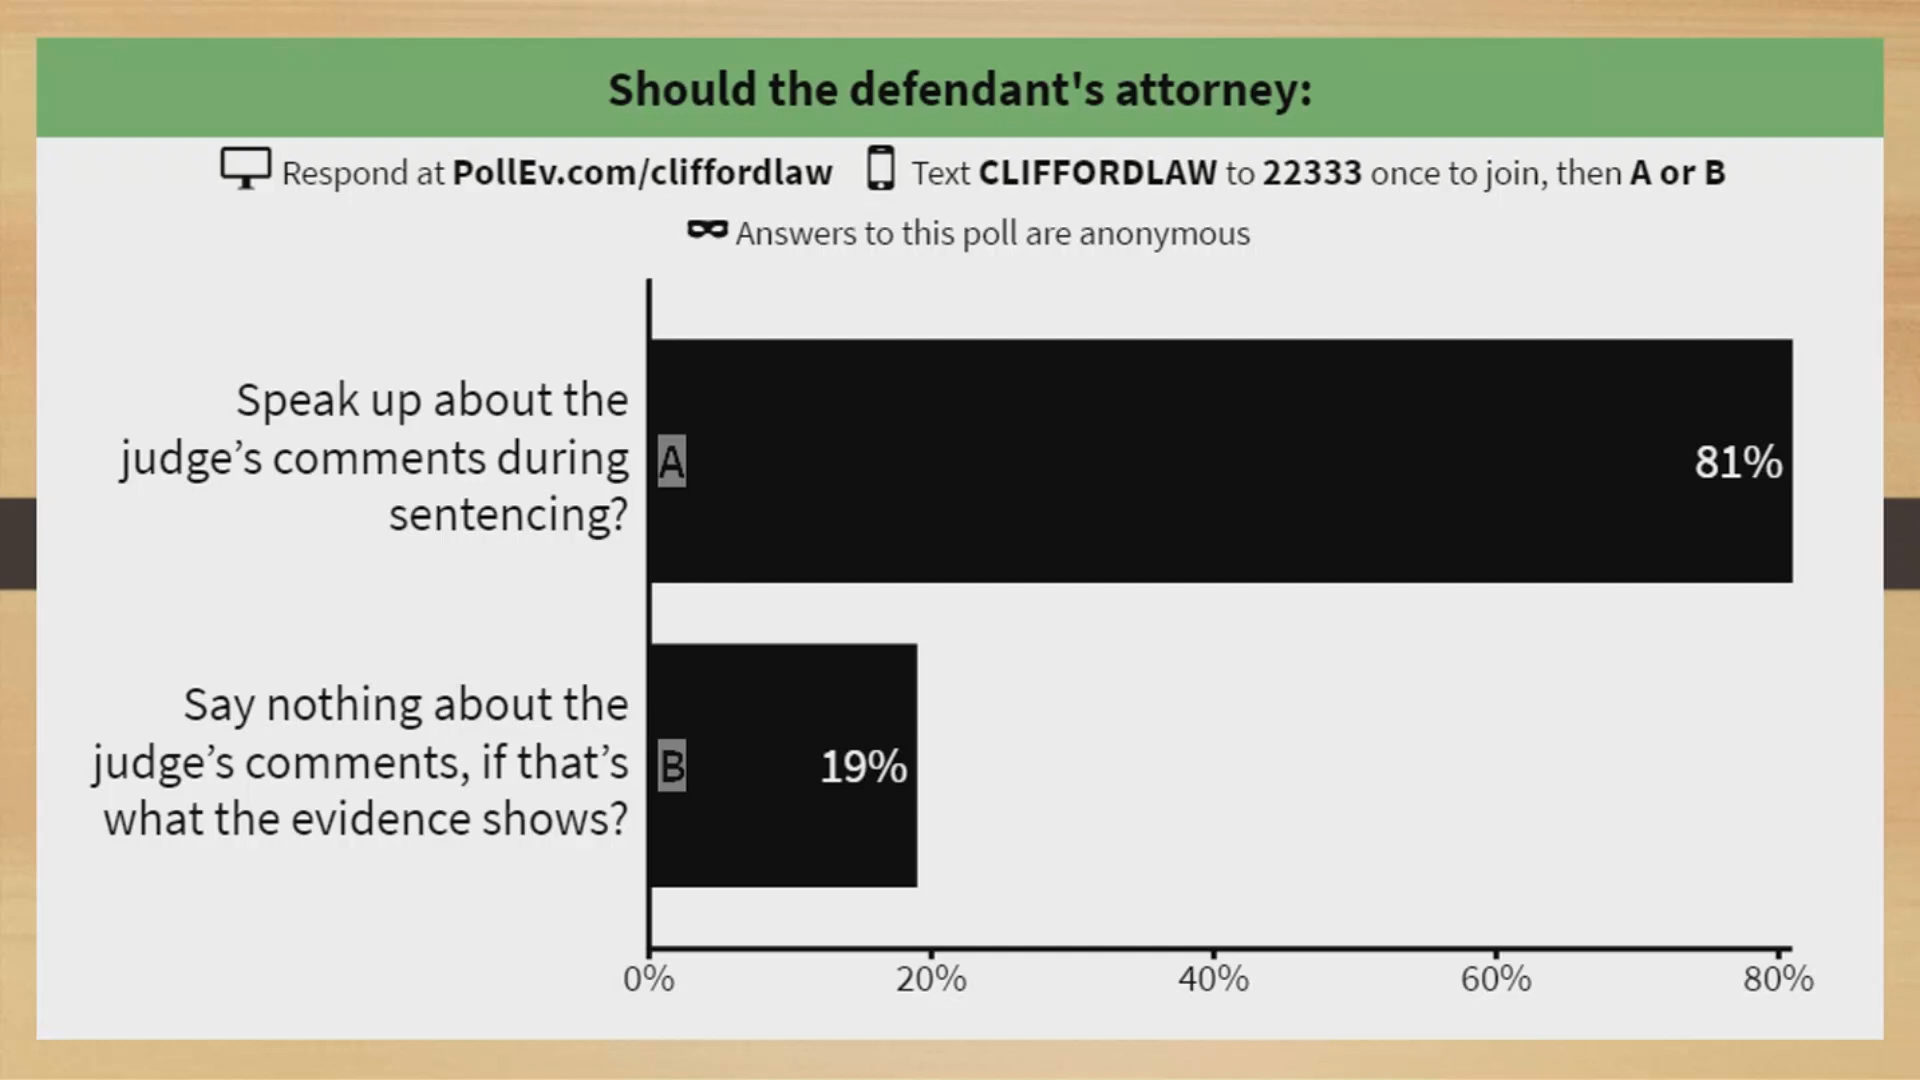 Should the defendant's attorney:
Respond at PollEv.com/cliffordlaw Text CLIFFORDLAW to 22333 once to join, then A or B
Answers to this poll are anonymous
Speak up about the
judge’s comments during
sentencing?
A
81%
Say nothing about the
judge’s comments, if that’s
what the evidence shows?
B
19%
0% 20% 40% 60% 80%